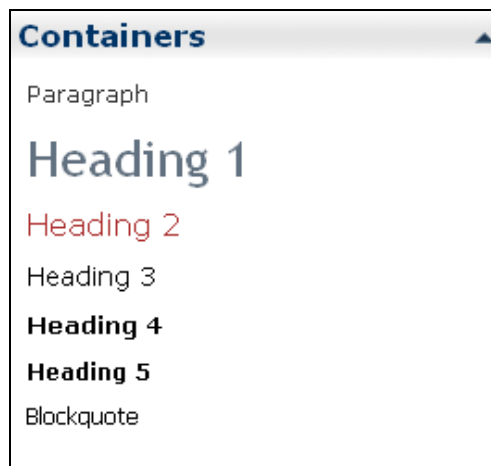 Containers
Paragraph
Heading 1
Heading 2
Heading 3
Heading 4
Heading 5
Blockquote